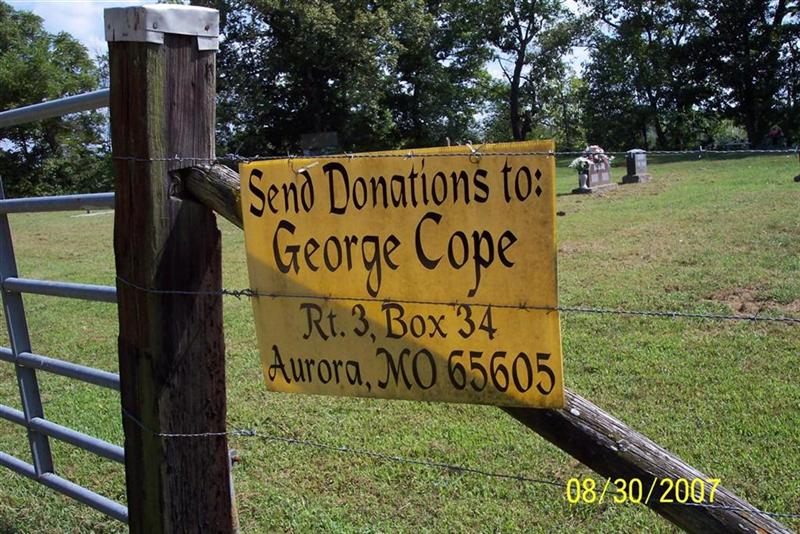 Send Donations to:
George Cope
Rt. 3, Box 34
Aurora, MO 65605
08/30/2007